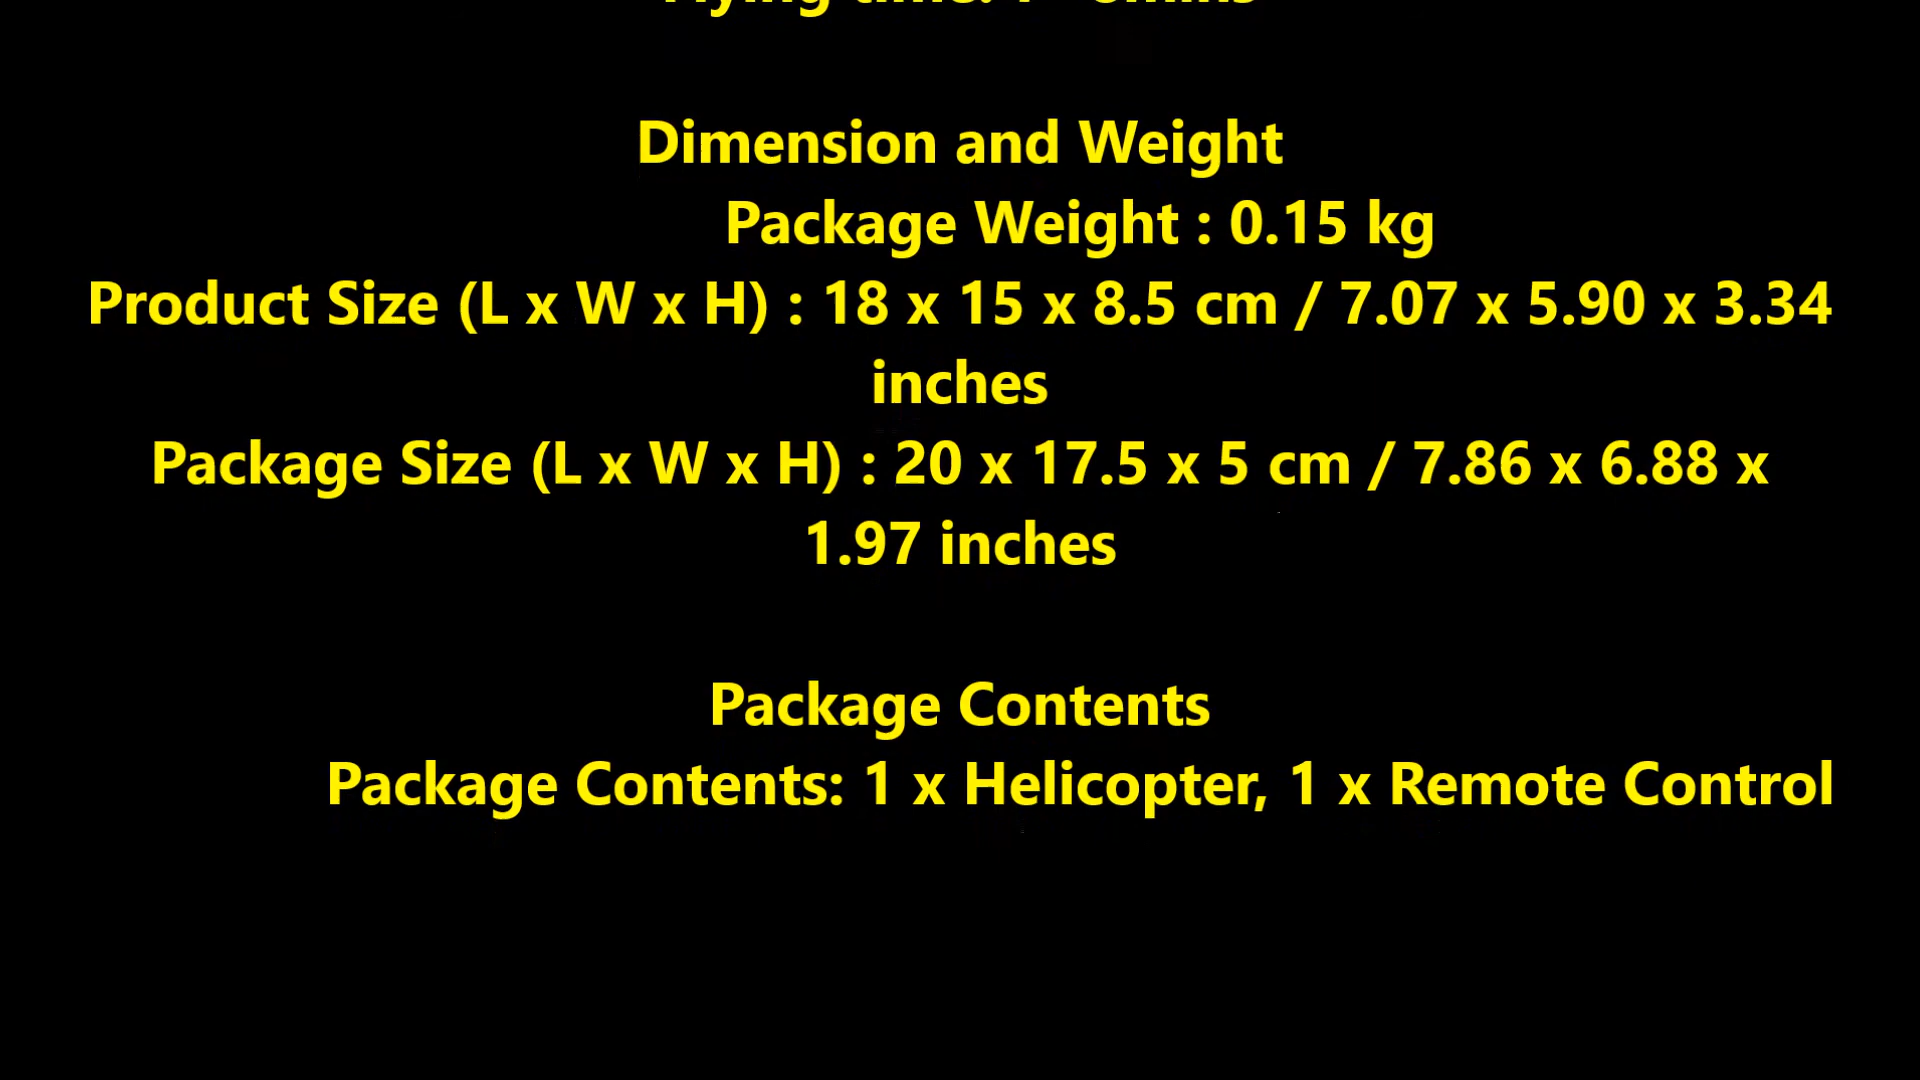 Flying time:
Dimension and Weight
Package Weight : 0.15 kg
Product Size (L x W x H) : 18 x 15 x 8.5 cm / 7.07 x 5.90 x 3.34
inches
Package Size (L x W x H) : 20 x 17.5 x 5 cm / 7.86 x 6.88 x
1.97 inches
Package Contents
Package Contents: 1 x Helicopter, 1 x Remote Control